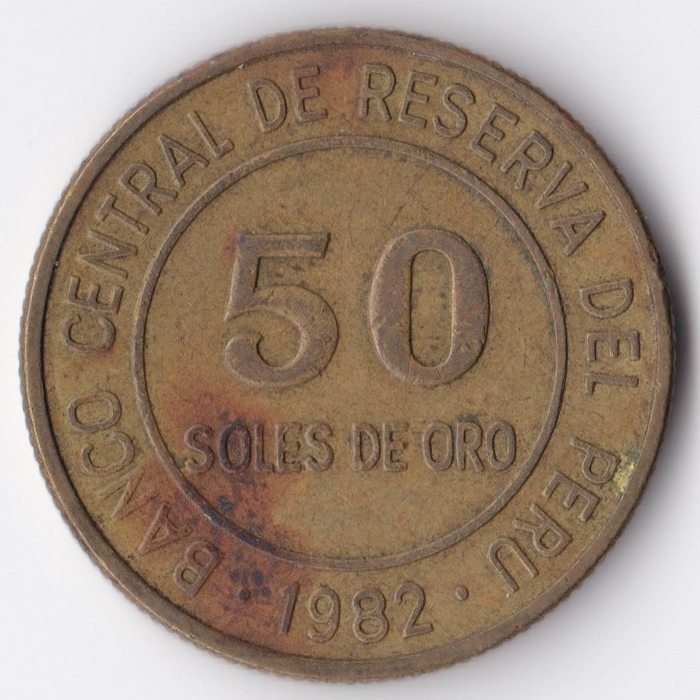 BANCO CENTRAL DE RESERVA DEL PERU
50
SOLES DE ORO
· 1982 ·